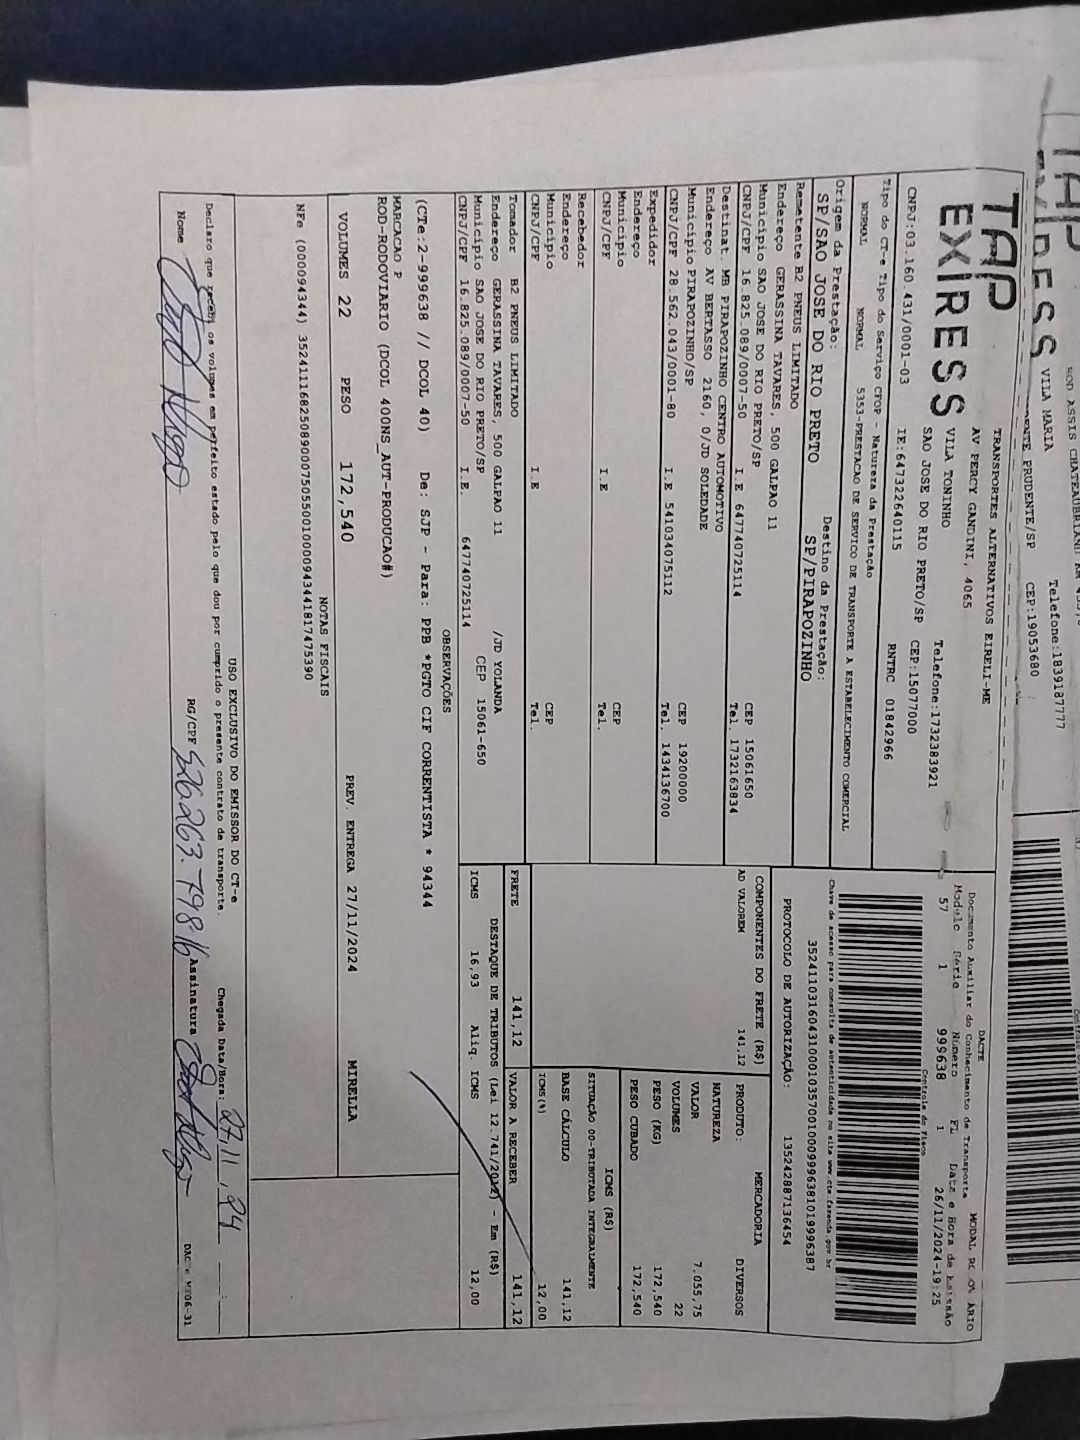 ROD ASSIS CHATEAUBRIAND KM
Telefone:1839187777
VILA MARIA
PRUDENTE/SP CEP:19053680
TAP
EXIRESS
TRANSPORTES ALTERNATIVOS EIRELI-ME
AV PERCY GANDINI, 4065
VILA TONINHO Telefone:1732383921
SAO JOSE DO RIO PRETO/SP CEP:15077000
CNPJ:03.160.431/0001-03 IE:647322640115 RNTRC 01842966
DACTE
Documento Auxiliar do Conhecimento de Transporte MODAL
Modelo Série Número FL Data e Hora de Emissão
57 1 999638 1 26/11/2024-19:25
Controle do Fisco
Tipo do CT-e Tipo do Serviço CFOP - Natureza da Prestação
NORMAL NORMAL 5353-PRESTACAO DE SERVICO DE TRANSPORTE A ESTABELECIMENTO COMERCIAL
Chave de acesso para consulta de autenticidade no site www.cte.fazenda.gov.br
35241103160431000103570010009996381019996387
PROTOCOLO DE AUTORIZAÇÃO: 135242887136454
Origem da Prestação: Destino da Prestação:
SP/SAO JOSE DO RIO PRETO SP/PIRAPOZINHO
Remetente B2 PNEUS LIMITADO
Endereço GERASSINA TAVARES, 500 GALPAO 11
Município SAO JOSE DO RIO PRETO/SP CEP 15061650
CNPJ/CPF 16.825.089/0007-50 I.E 647740725114 Tel. 1732163834
Destinat. MB PIRAPOZINHO CENTRO AUTOMOTIVO
Endereço AV BERTASSO 2160, 0/JD SOLEDADE
Município PIRAPOZINHO/SP CEP 19200000
CNPJ/CPF 28.562.043/0001-80 I.E 541034075112 Tel. 1434136700
Expedidor
Endereço
Município CEP
CNPJ/CPF I.E Tel.
Recebedor
Endereço
Município CEP
CNPJ/CPF I.E Tel.
Tomador B2 PNEUS LIMITADO
Endereço GERASSINA TAVARES, 500 GALPAO 11 /JD YOLANDA
Município SAO JOSE DO RIO PRETO/SP CEP 15061-650
CNPJ/CPF 16.825.089/0007-50 I.E. 647740725114
COMPONENTES DO FRETE (R$)
AD VALOREM 141,12
PRODUTO: MERCADORIA
NATUREZA DIVERSOS
VALOR 7.055,75
VOLUMES 22
PESO (KG) 172,540
PESO CUBADO 172,540
ICMS (R$)
SITUAÇÃO 00-TRIBUTADA INTEGRALMENTE
BASE CÁLCULO 141,12
ICMS(%) 12,00
FRETE 141,12 VALOR A RECEBER 141,12
DESTAQUE DE TRIBUTOS (Lei 12.741/2012) - Em (R$)
ICMS 16,93 Aliq. ICMS 12,00
OBSERVAÇÕES
(CTe:2-999638 // DCOL 40) De: SJP - Para: PPB *PGTO CIF CORRENTISTA * 94344
MARCACAO P
ROD-RODOVIARIO (DCOL 400NS_AUT-PRODUCAO#)
VOLUMES 22 PESO 172,540 PREV. ENTREGA 27/11/2024 MIRELLA
NOTAS FISCAIS
NFe (000094344) 35241116825089000750550010000943441817475390
USO EXCLUSIVO DO EMISSOR DO CT-e
Declaro que recebi os volumes em perfeito estado pelo que dou por cumprido o presente contrato de transporte. Chegada Data/Hora: 27/11/24
Nome RG/CPF 526.263.798-16 Assinatura